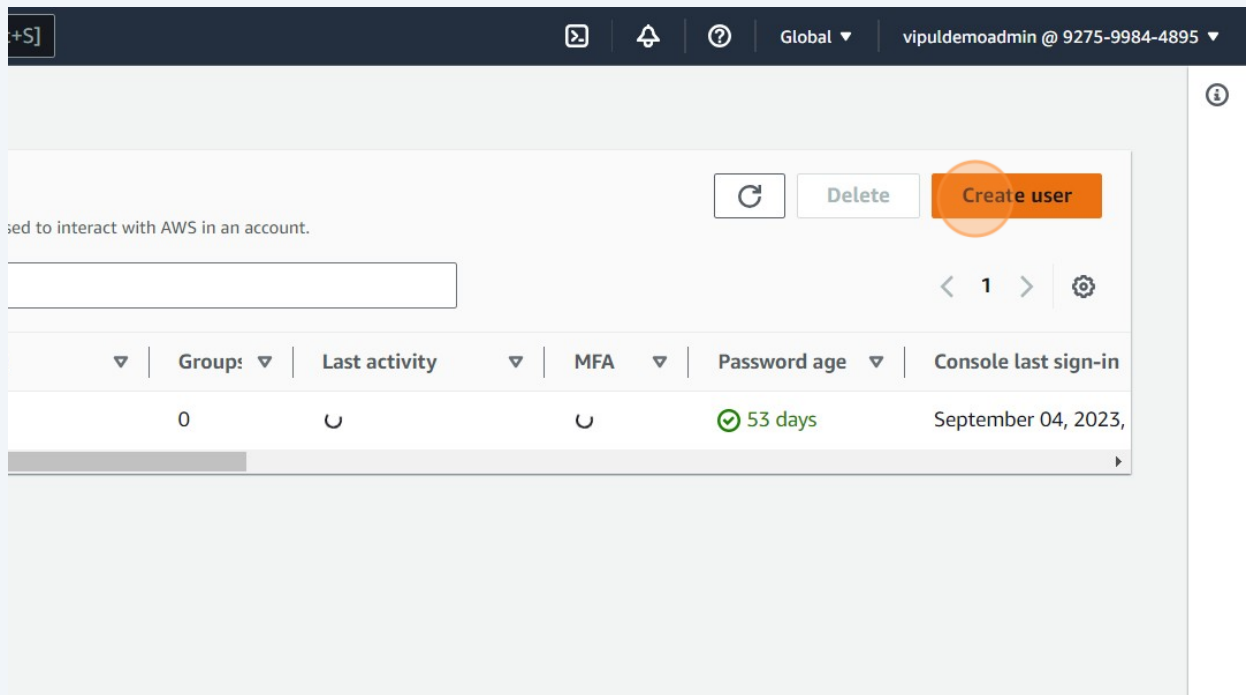 :+S]
Global vipuldemoadmin @ 9275-9984-4895
Delete Create user
sed to interact with AWS in an account.
1
Groups Last activity MFA Password age Console last sign-in
0 53 days September 04, 2023,